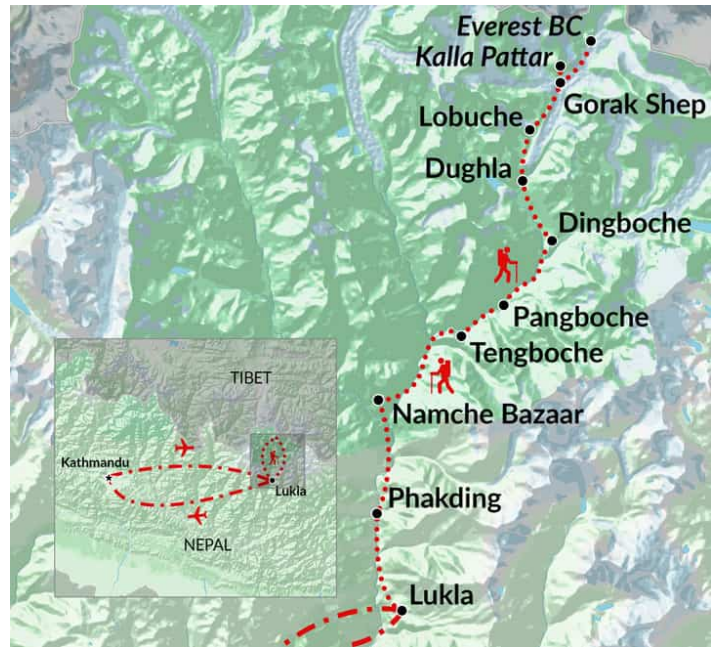 Everest BC
Kalla Pattar
Gorak Shep
Lobuche
Dughla
Dingboche
Pangboche
Tengboche
Namche Bazaar
Phakding
Lukla
TIBET
Kathmandu
Lukla
NEPAL